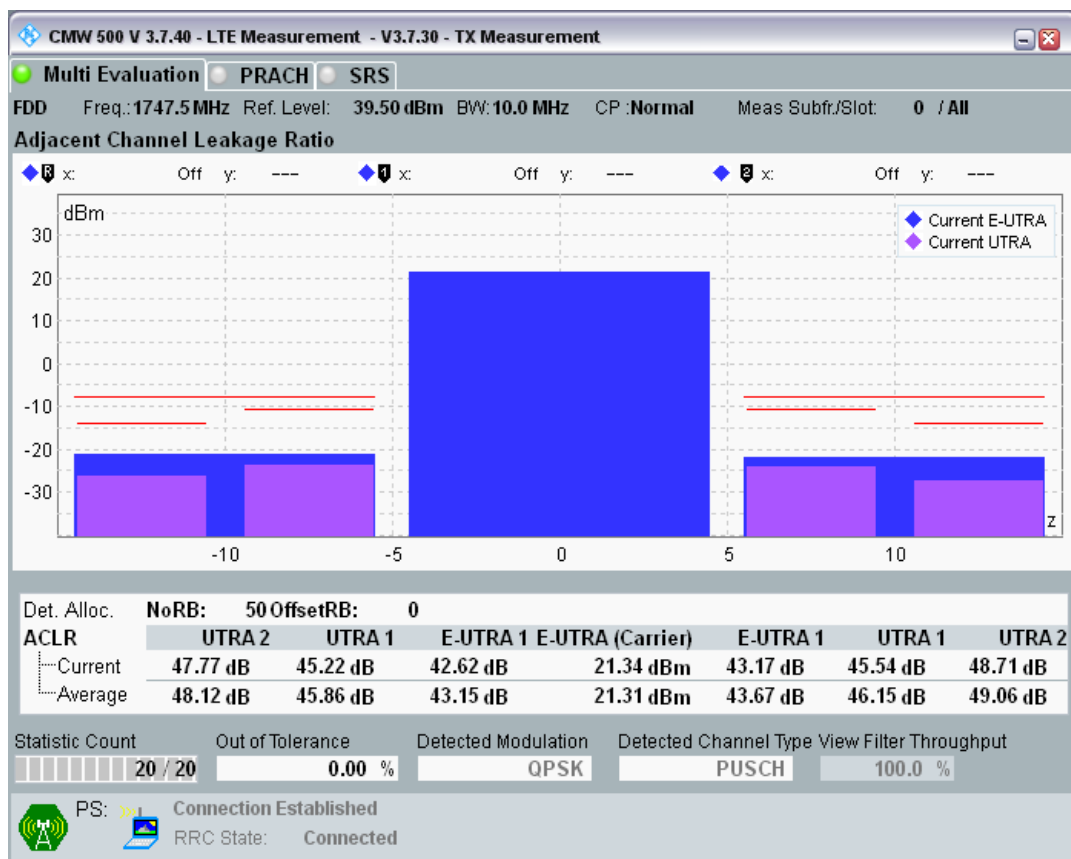 CMW 500 V 3.7.40 - LTE Measurement - V3.7.30 - TX Measurement
Multi Evaluation PRACH SRS
FDD Freq.: 1747.5 MHz Ref. Level: 39.50 dBm BW: 10.0 MHz CP :Normal Meas Subfr./Slot: 0 / All
Adjacent Channel Leakage Ratio
R x: Off y: --- 1 x: Off y: --- 2 x: Off y: ---
dBm
Current E-UTRA
Current UTRA
30
20
10
0
-10
-20
-30
z
-10 -5 0 5 10
Det. Alloc. NoRB: 50 OffsetRB: 0
ACLR UTRA 2 UTRA 1 E-UTRA 1 E-UTRA (Carrier) E-UTRA 1 UTRA 1 UTRA 2
Current 47.77 dB 45.22 dB 42.62 dB 21.34 dBm 43.17 dB 45.54 dB 48.71 dB
Average 48.12 dB 45.86 dB 43.15 dB 21.31 dBm 43.67 dB 46.15 dB 49.06 dB
Statistic Count Out of Tolerance Detected Modulation Detected Channel Type View Filter Throughput
20 / 20 0.00 % QPSK PUSCH 100.0 %
PS: Connection Established
RRC State: Connected